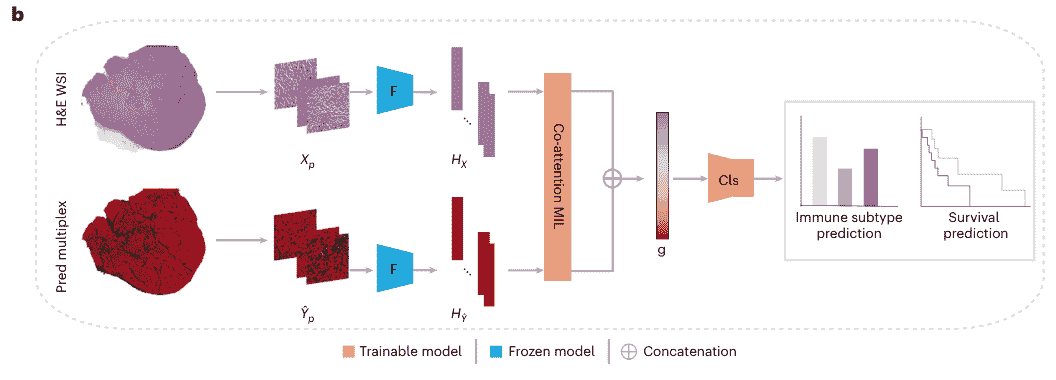 b
H&E WSI
X_p
F
H_X
Pred multiplex
Ŷ_p
F
H_Ŷ
Co-attention MIL
g
Cls
Immune subtype
prediction
Survival
prediction
Trainable model
Frozen model
Concatenation